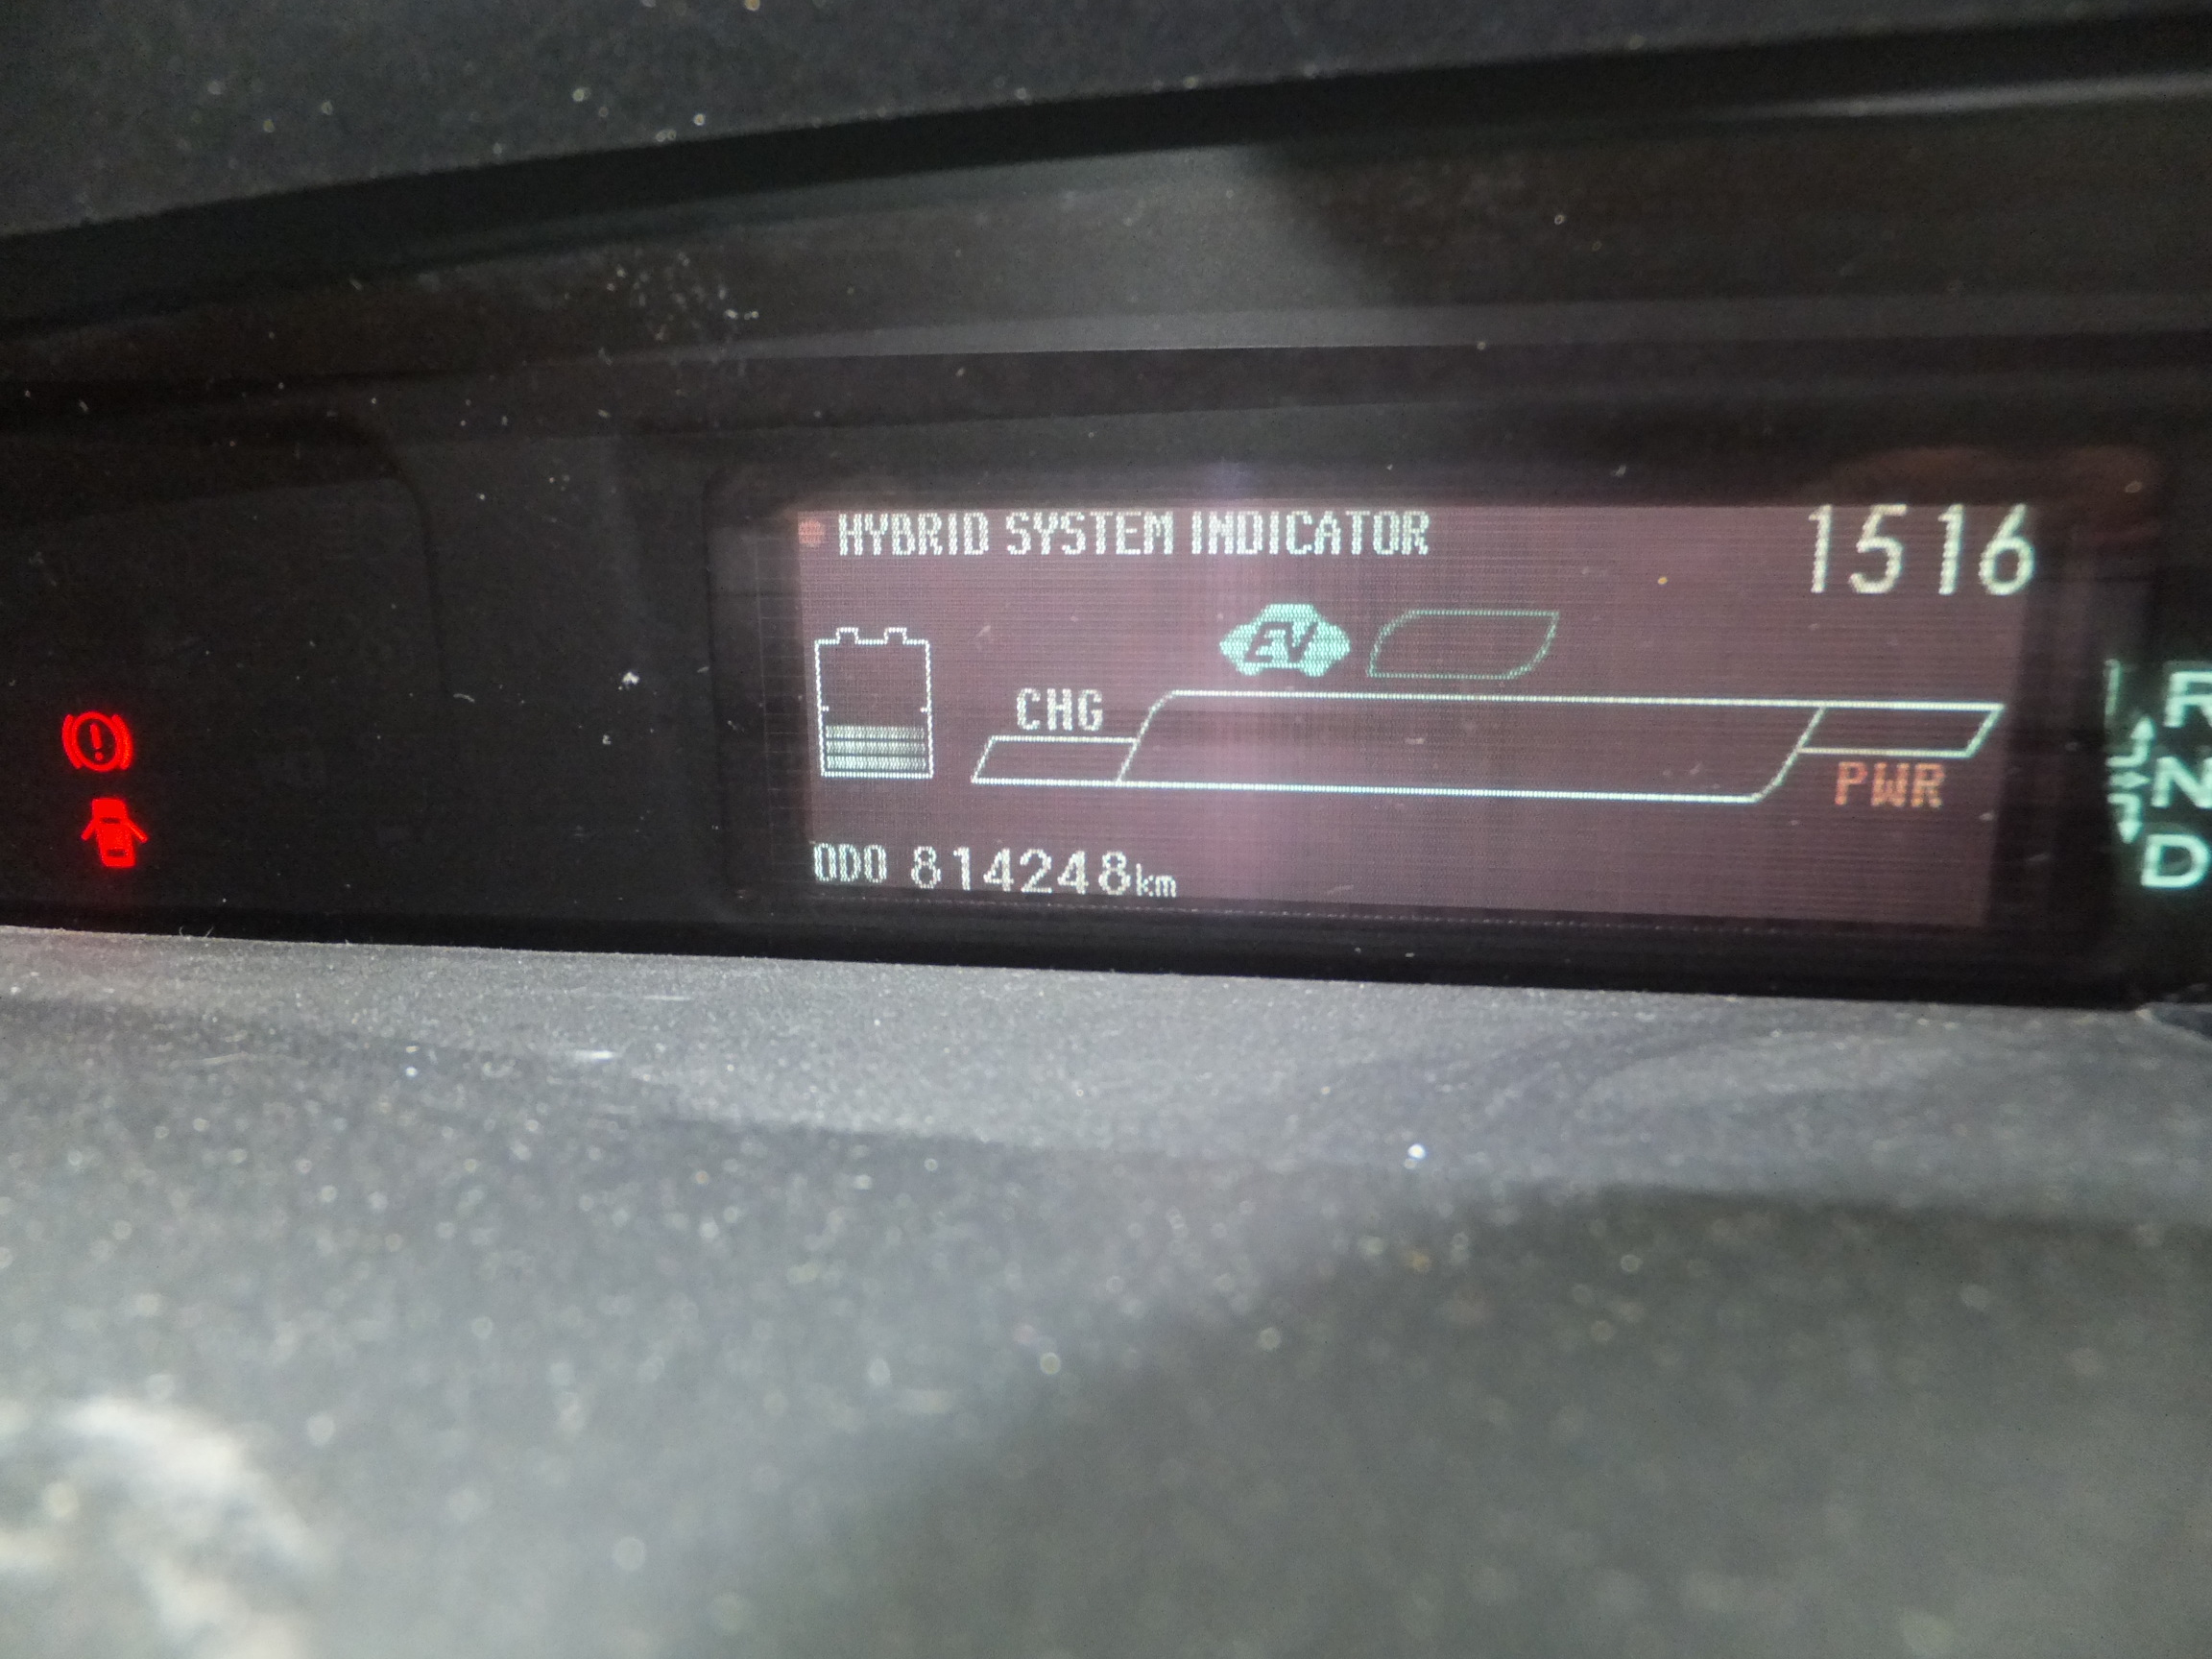 HYBRID SYSTEM INDICATOR
1516
EV
CHG
PWR
ODO 814248km
R
N
D